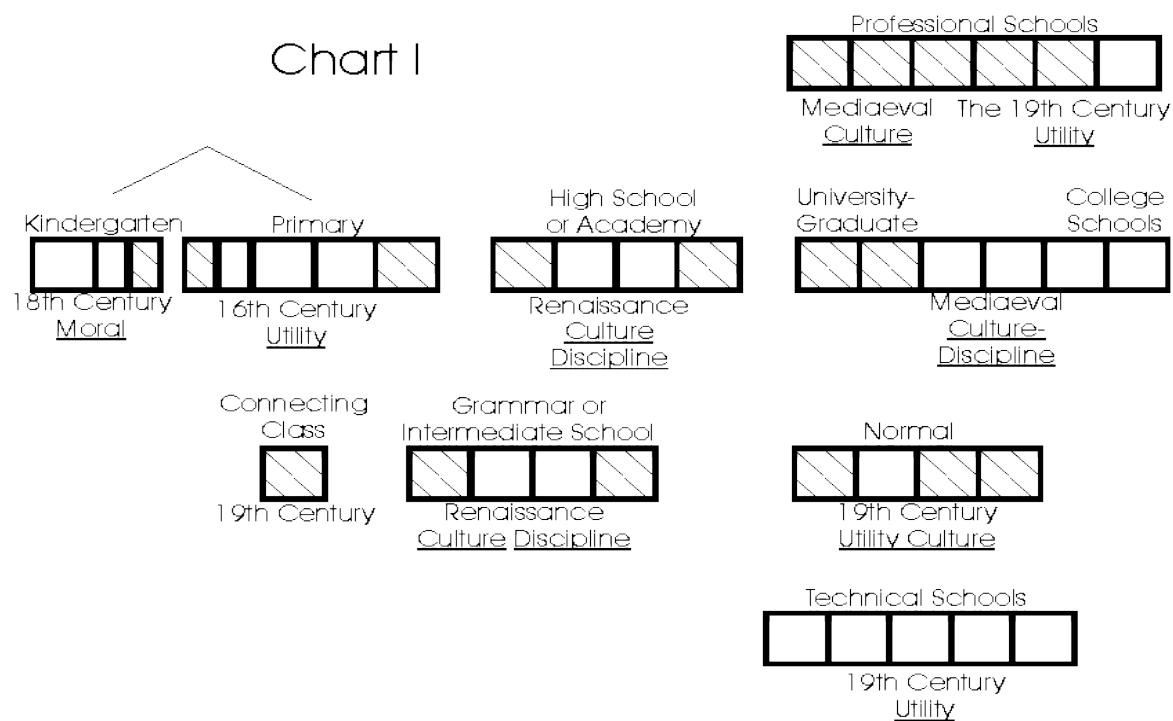 Chart I
Professional Schools
Mediaeval
Culture
The 19th Century
Utility
Kindergarten
18th Century
Moral
Primary
16th Century
Utility
High School
or Academy
Renaissance
Culture
Discipline
University-
Graduate
College
Schools
Mediaeval
Culture-
Discipline
Connecting
Class
19th Century
Grammar or
Intermediate School
Renaissance
Culture Discipline
Normal
19th Century
Utility Culture
Technical Schools
19th Century
Utility